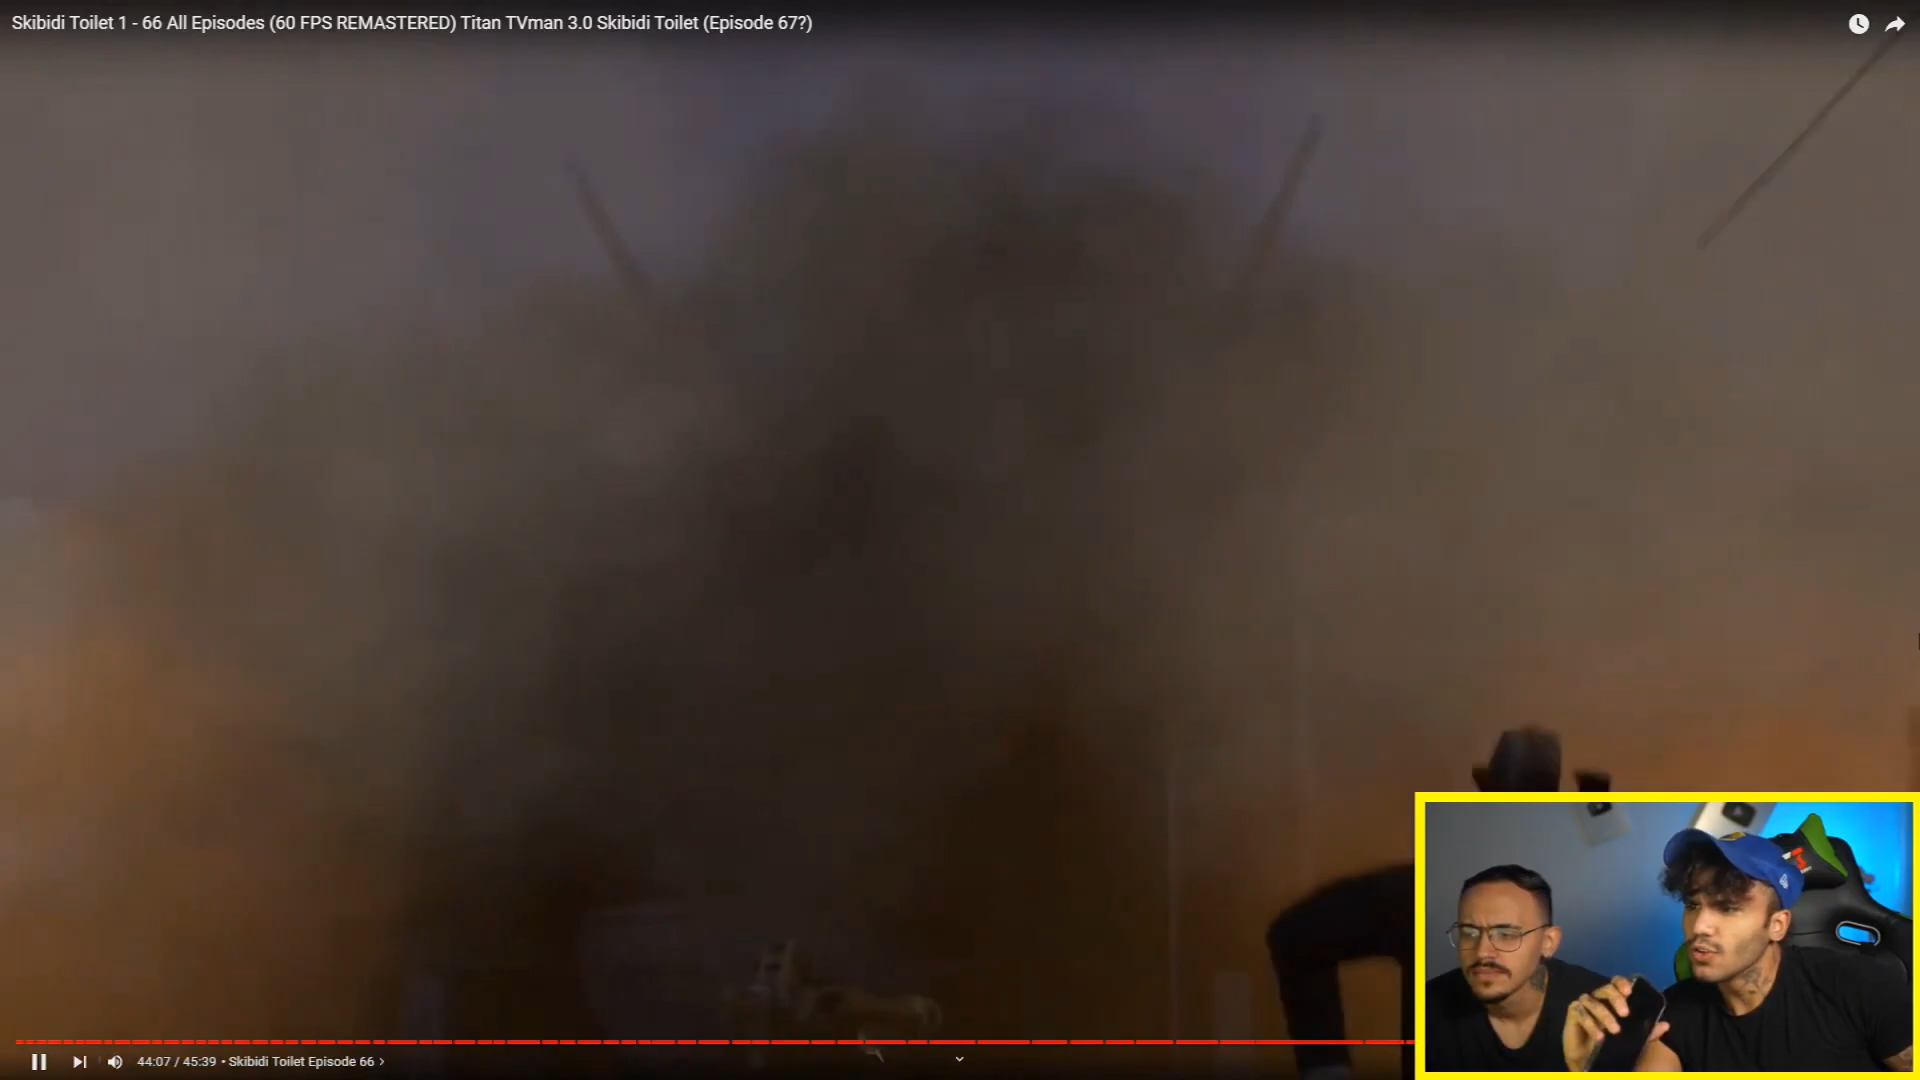 Skibidi Toilet 1 - 66 All Episodes (60 FPS REMASTERED) Titan TVman 3.0 Skibidi Toilet (Episode 67?)
44:07 / 45:39 • Skibidi Toilet Episode 66 >